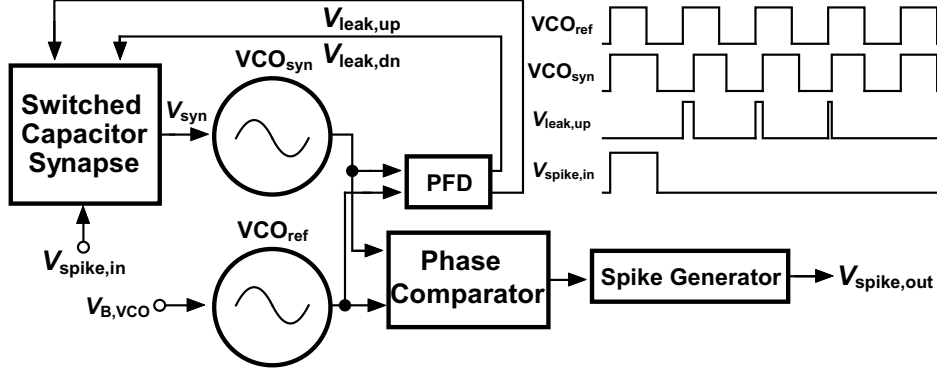 V_leak,up
V_leak,dn
Switched
Capacitor
Synapse
V_syn
VCO_syn
PFD
V_spike,in
VCO_ref
V_B,VCO
Phase
Comparator
Spike Generator
V_spike,out
VCO_ref
VCO_syn
V_leak,up
V_spike,in